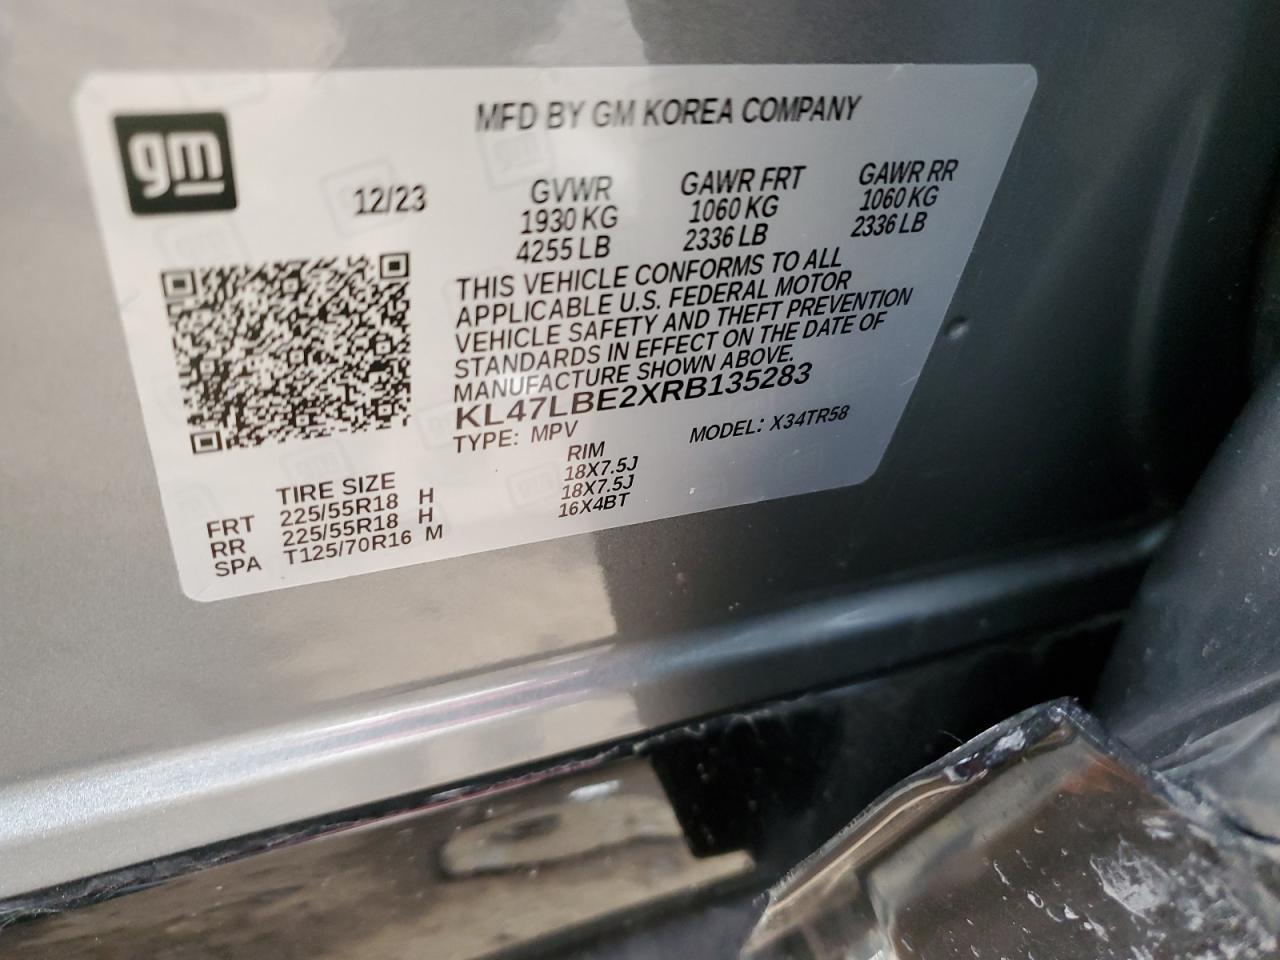 gm
MFD BY GM KOREA COMPANY
12/23
GVWR GAWR FRT GAWR RR
1930 KG 1060 KG 1060 KG
4255 LB 2336 LB 2336 LB
THIS VEHICLE CONFORMS TO ALL
APPLICABLE U.S. FEDERAL MOTOR
VEHICLE SAFETY AND THEFT PREVENTION
STANDARDS IN EFFECT ON THE DATE OF
MANUFACTURE SHOWN ABOVE.
KL47LBE2XRB135283
TYPE: MPV MODEL: X34TR58
TIRE SIZE RIM
FRT 225/55R18 H 18X7.5J
RR 225/55R18 H 18X7.5J
SPA T125/70R16 M 16X4BT